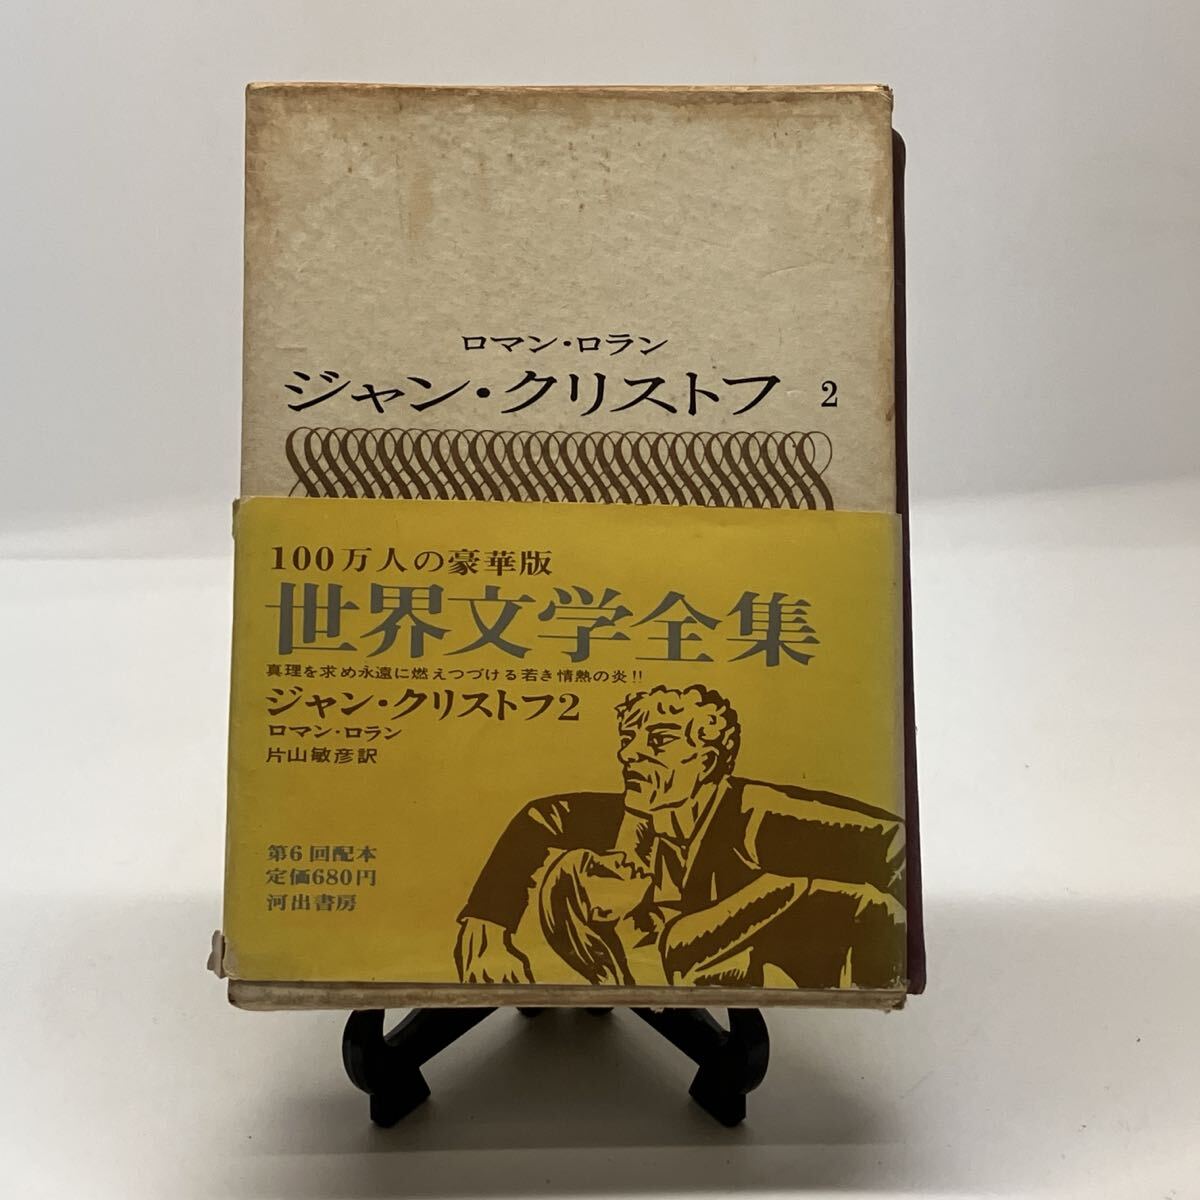 ロマン・ロラン
ジャン・クリストフ 2
100万人の豪華版
世界文学全集
真理を求め永遠に燃えつづける若き情熱の炎!!
ジャン・クリストフ2
ロマン・ロラン
片山敏彦訳
第6回配本
定価680円
河出書房